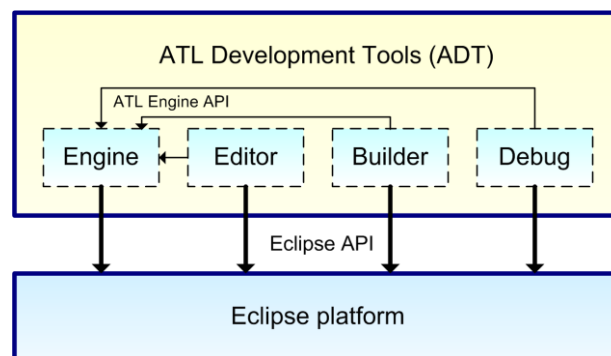 ATL Development Tools (ADT)
ATL Engine API
Engine
Editor
Builder
Debug
Eclipse API
Eclipse platform